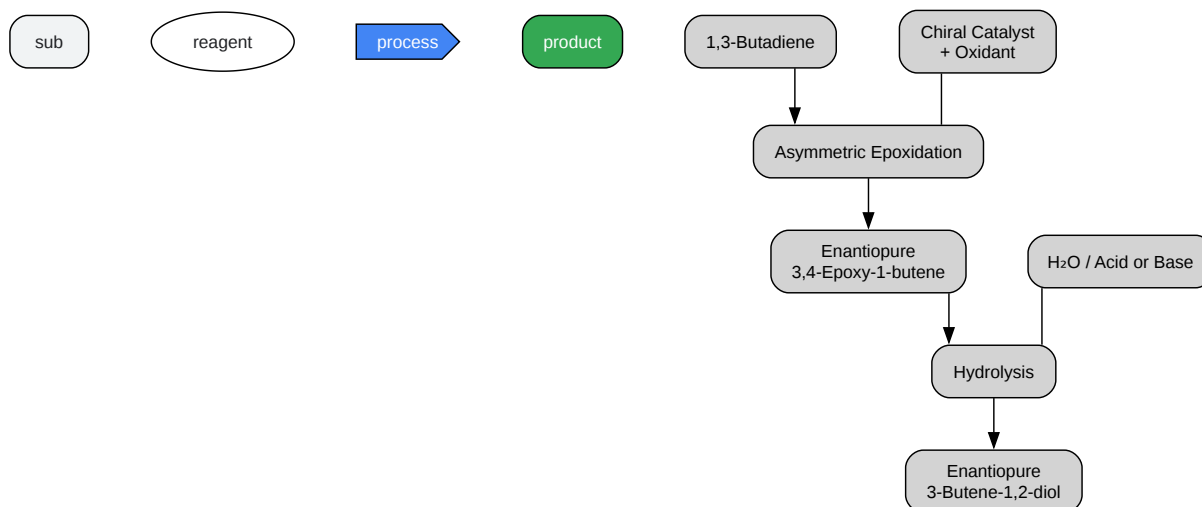 sub
reagent
process
product
1,3-Butadiene
Chiral Catalyst
+ Oxidant
Asymmetric Epoxidation
Enantiopure
3,4-Epoxy-1-butene
H₂O / Acid or Base
Hydrolysis
Enantiopure
3-Butene-1,2-diol